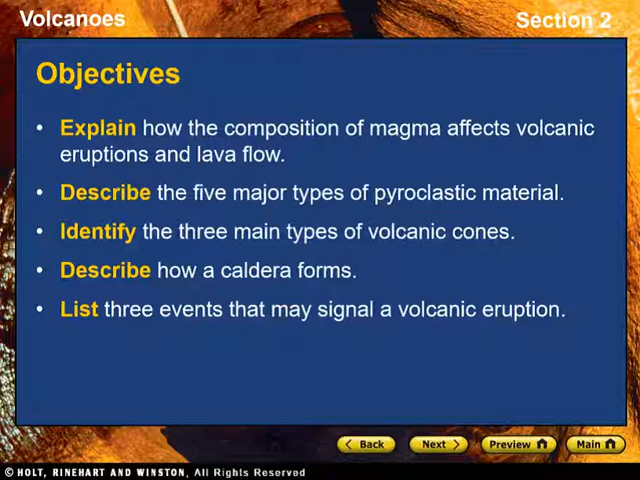 Volcanoes
Section 2
Objectives
• Explain how the composition of magma affects volcanic
eruptions and lava flow.
• Describe the five major types of pyroclastic material.
• Identify the three main types of volcanic cones.
• Describe how a caldera forms.
• List three events that may signal a volcanic eruption.
< Back
Next >
Preview
Main
© HOLT, RINEHART AND WINSTON, All Rights Reserved